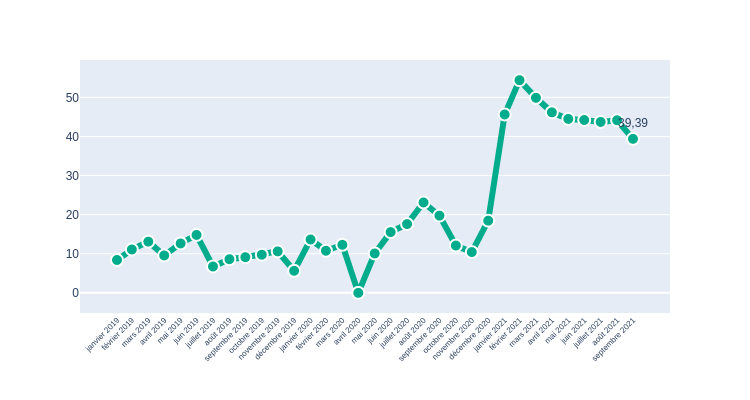 50
40
30
20
10
0
39,39
janvier 2019
février 2019
mars 2019
avril 2019
mai 2019
juin 2019
juillet 2019
août 2019
septembre 2019
octobre 2019
novembre 2019
décembre 2019
janvier 2020
février 2020
mars 2020
avril 2020
mai 2020
juin 2020
juillet 2020
août 2020
septembre 2020
octobre 2020
novembre 2020
décembre 2020
janvier 2021
février 2021
mars 2021
avril 2021
mai 2021
juin 2021
juillet 2021
août 2021
septembre 2021